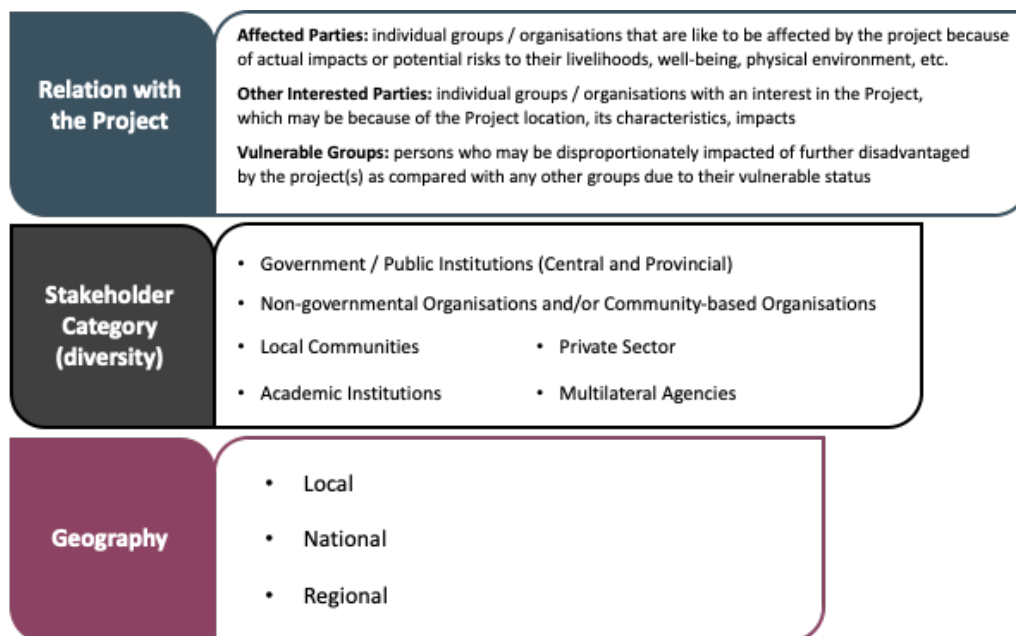 Relation with
the Project
Affected Parties: individual groups / organisations that are like to be affected by the project because
of actual impacts or potential risks to their livelihoods, well-being, physical environment, etc.
Other Interested Parties: individual groups / organisations with an interest in the Project,
which may be because of the Project location, its characteristics, impacts
Vulnerable Groups: persons who may be disproportionately impacted of further disadvantaged
by the project(s) as compared with any other groups due to their vulnerable status
Stakeholder
Category
(diversity)
• Government / Public Institutions (Central and Provincial)
• Non-governmental Organisations and/or Community-based Organisations
• Local Communities • Private Sector
• Academic Institutions • Multilateral Agencies
Geography
• Local
• National
• Regional